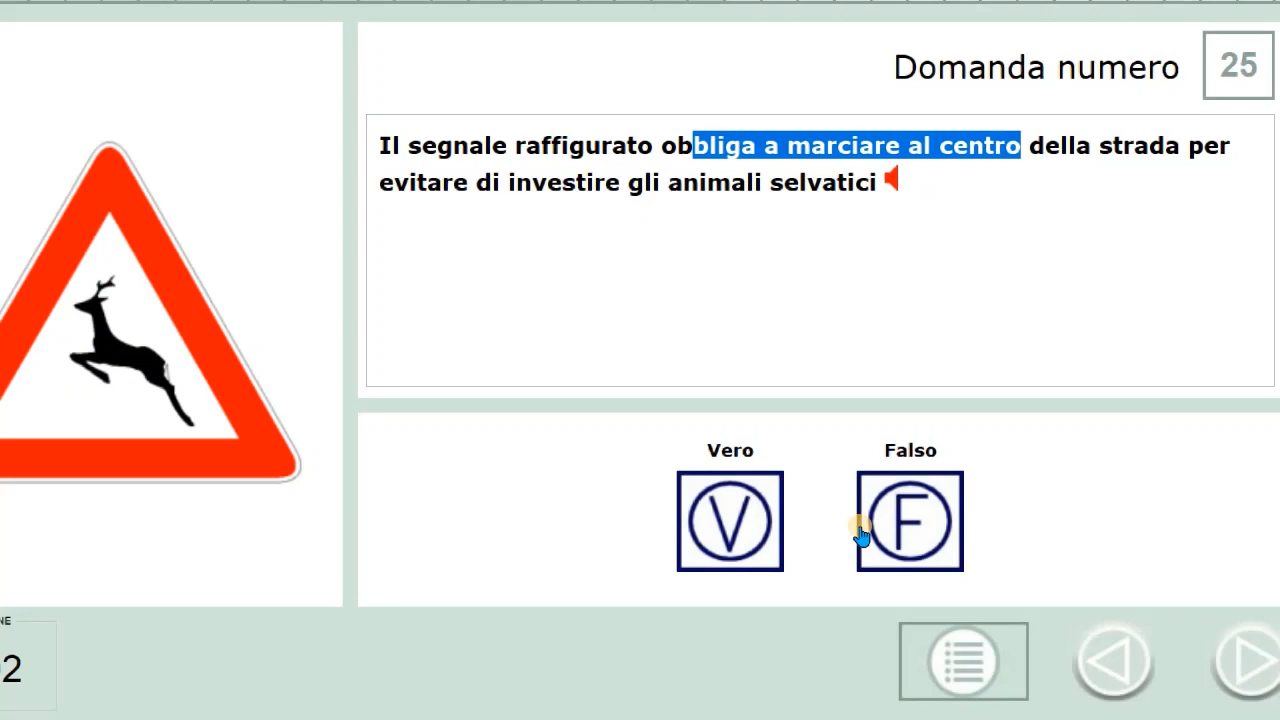 Domanda numero 25
Il segnale raffigurato obbliga a marciare al centro della strada per
evitare di investire gli animali selvatici
Vero Falso
V F
NE
2